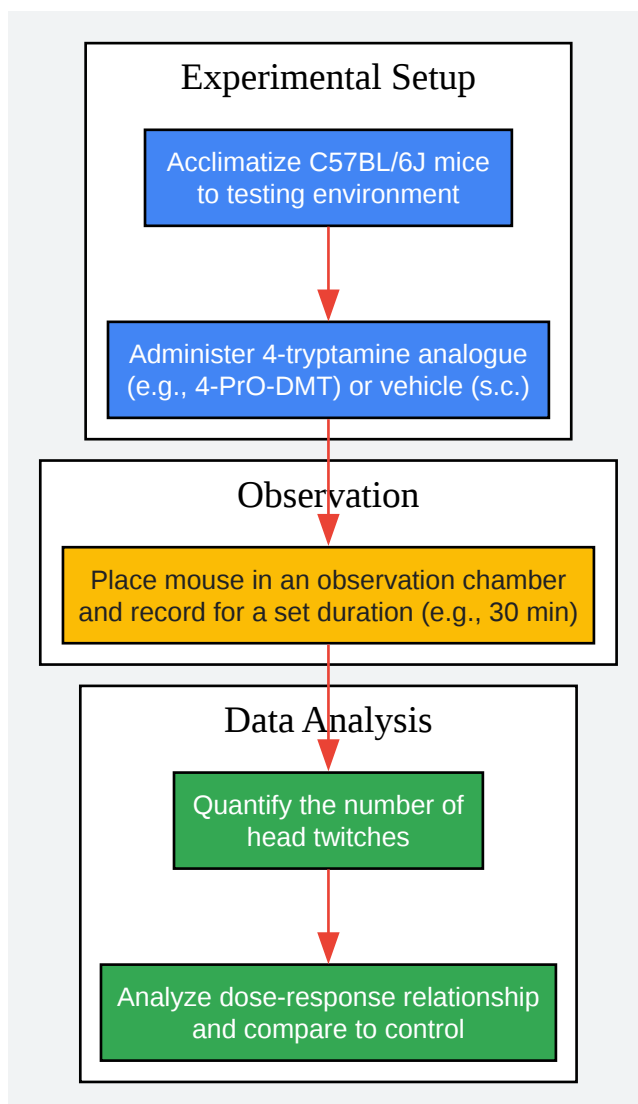 Experimental Setup
Acclimatize C57BL/6J mice
to testing environment
Administer 4-tryptamine analogue
(e.g., 4-PrO-DMT) or vehicle (s.c.)
Observation
Place mouse in an observation chamber
and record for a set duration (e.g., 30 min)
Data Analysis
Quantify the number of
head twitches
Analyze dose-response relationship
and compare to control